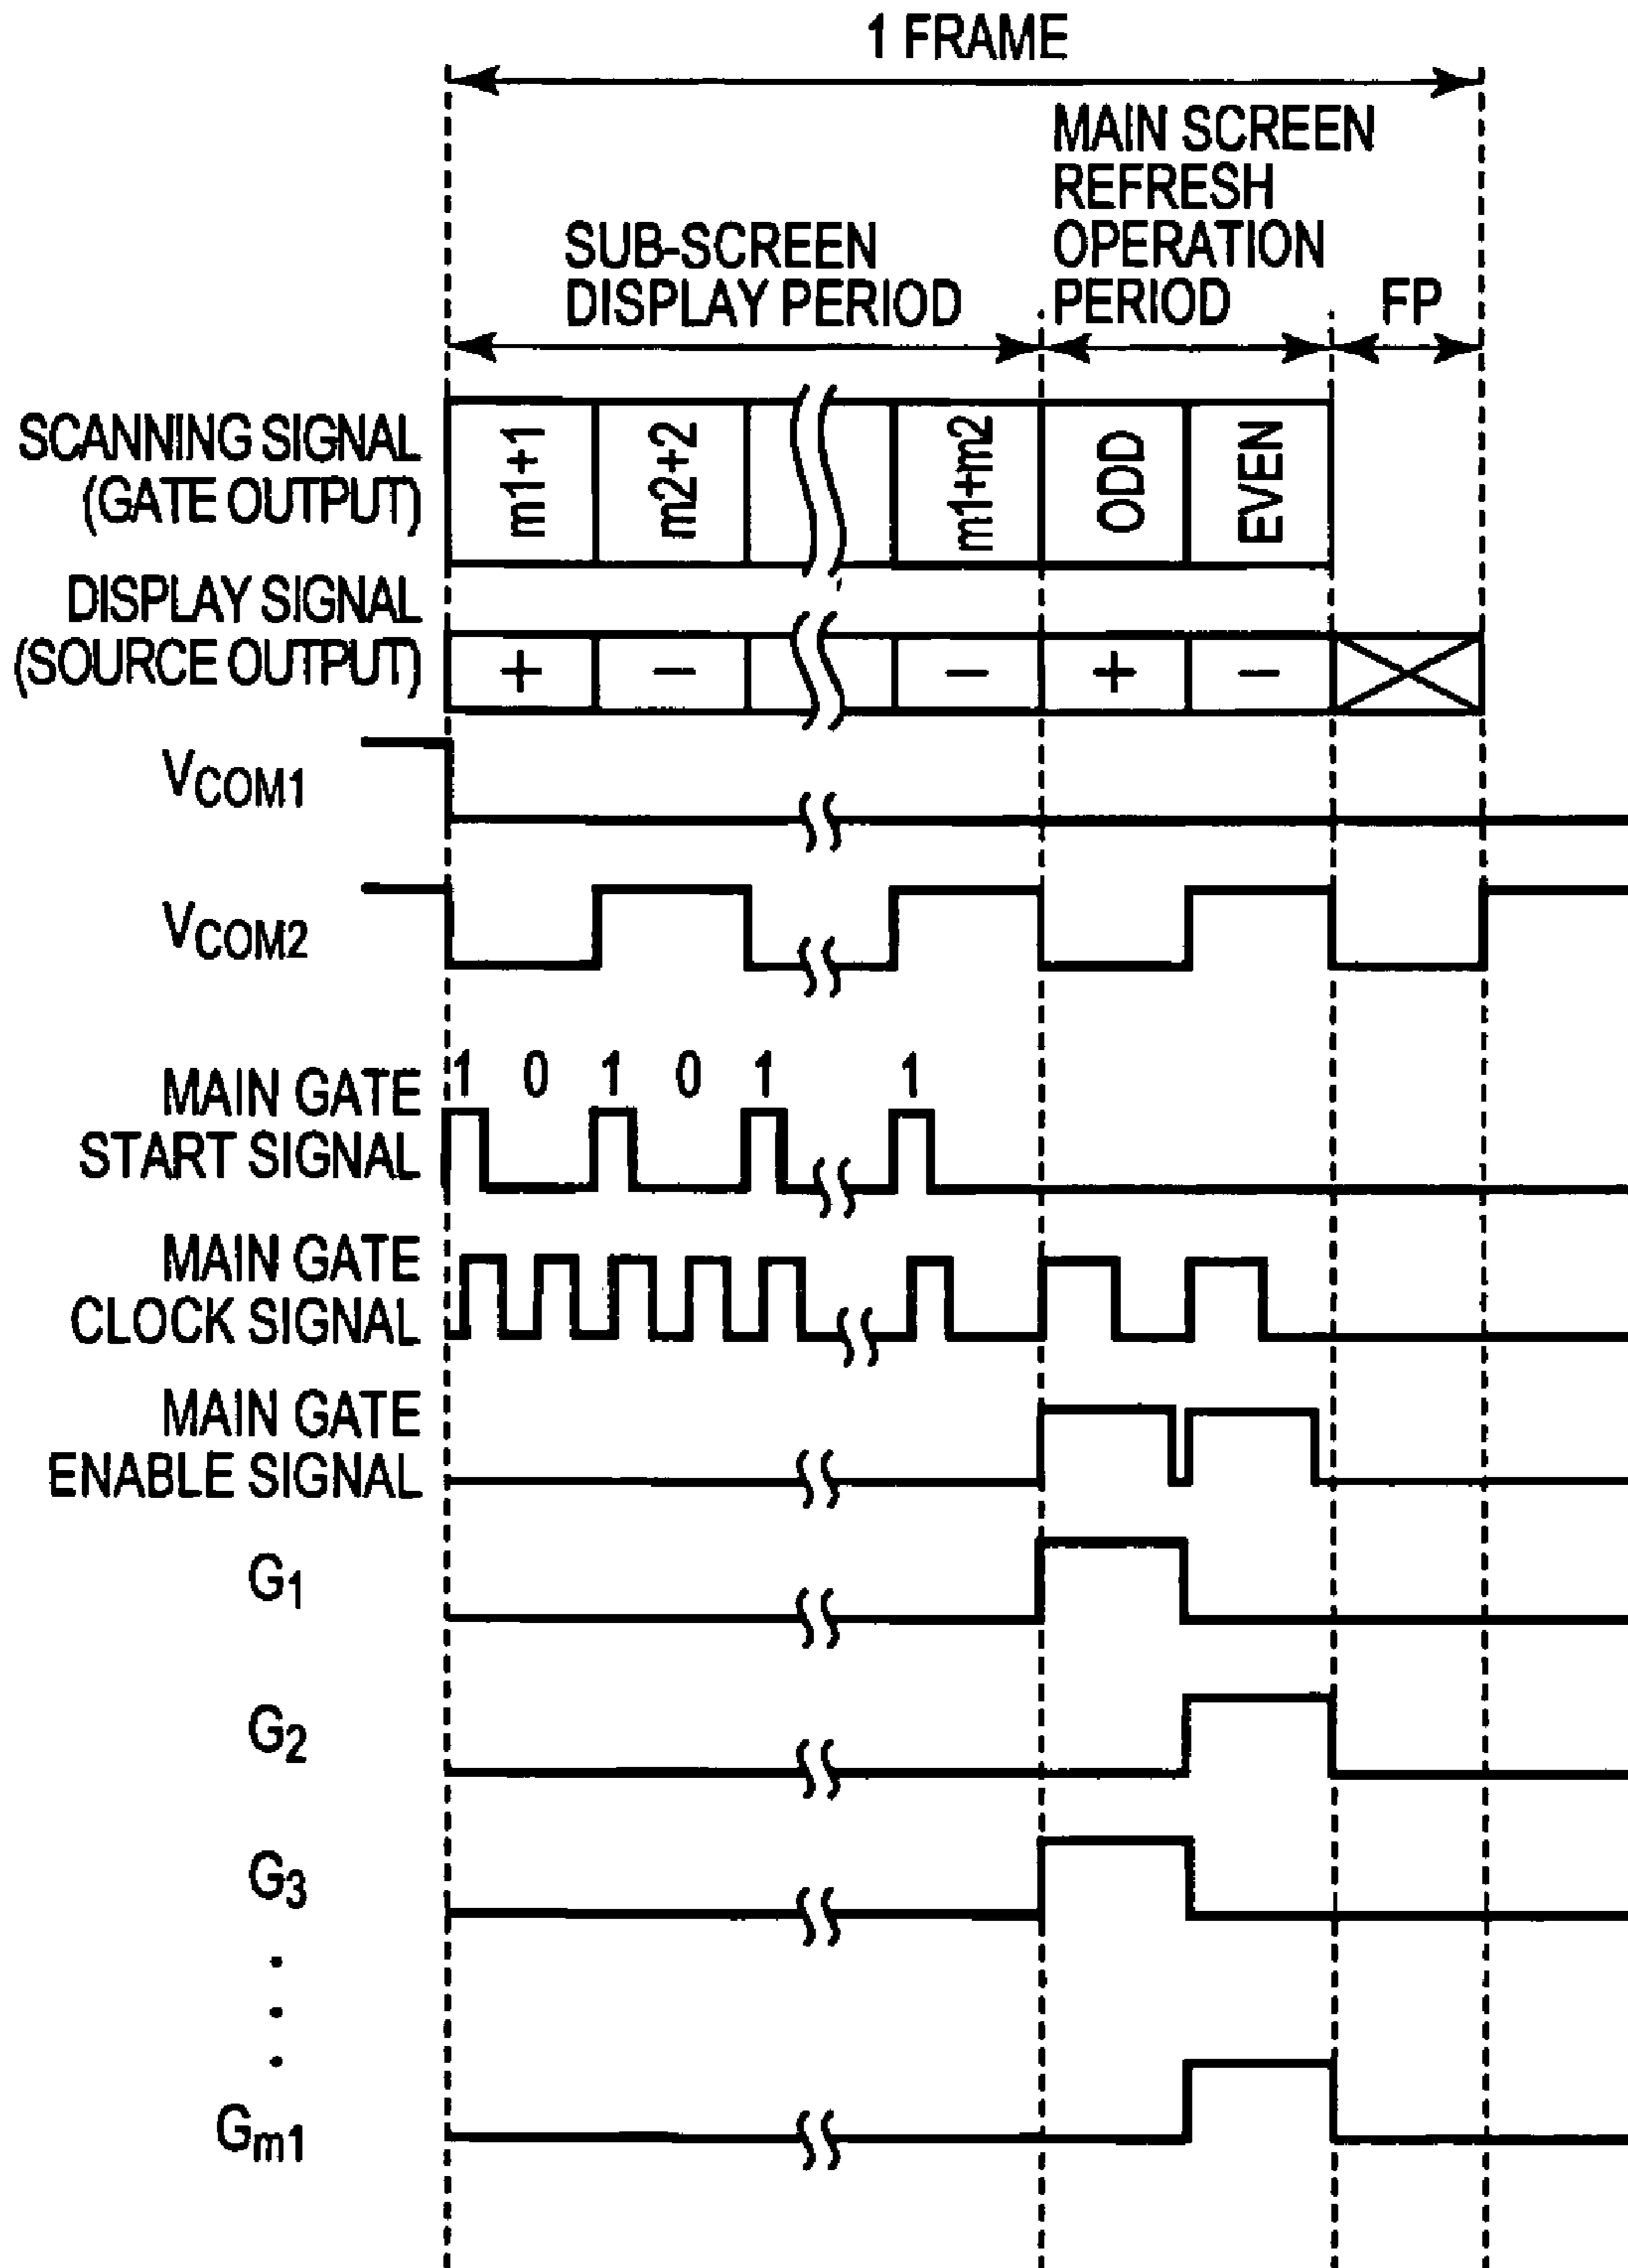 1 FRAME
MAIN SCREEN
REFRESH
OPERATION
PERIOD
SUB-SCREEN
DISPLAY PERIOD
FP
SCANNING SIGNAL
(GATE OUTPUT)
m1+1
m2+2
m1+m2
ODD
EVEN
DISPLAY SIGNAL
(SOURCE OUTPUT)
+
−
−
+
−
VCOM1
VCOM2
1 0 1 0 1 1
MAIN GATE
START SIGNAL
MAIN GATE
CLOCK SIGNAL
MAIN GATE
ENABLE SIGNAL
G1
G2
G3
Gm1